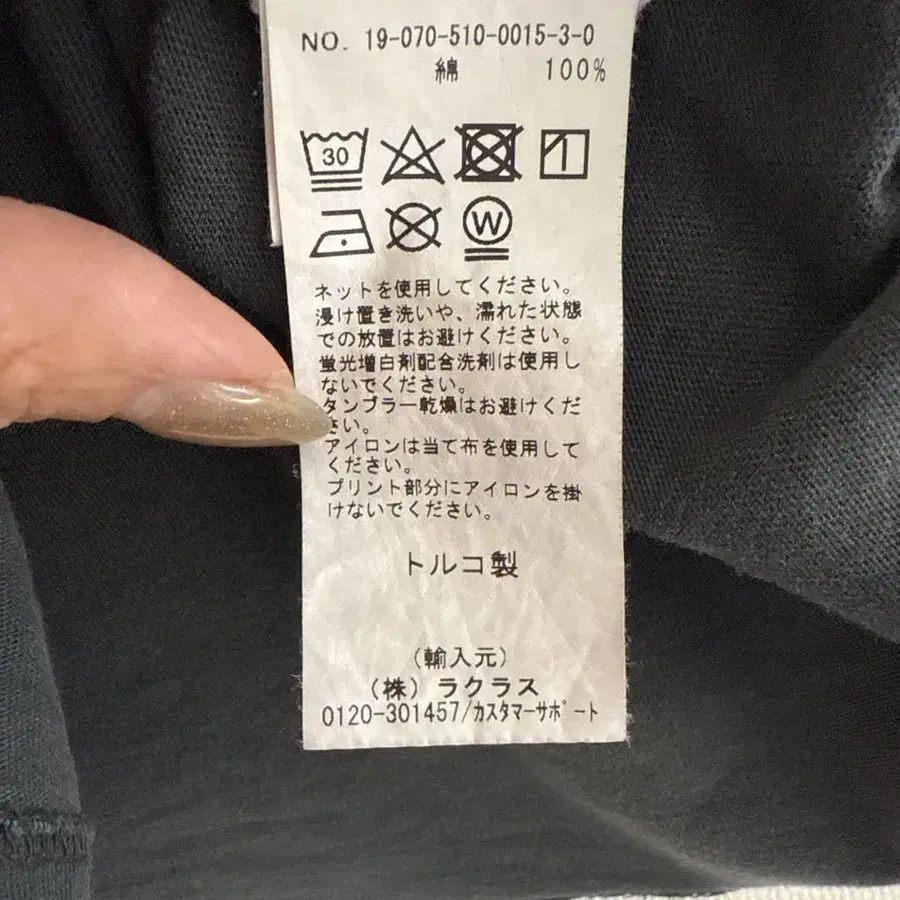 NO. 19-070-510-0015-3-0
綿 100%
30
W
ネットを使用してください。
浸け置き洗いや、濡れた状態
での放置はお避けください。
蛍光増白剤配合洗剤は使用し
ないでください。
タンブラー乾燥はお避けくだ
さい。
アイロンは当て布を使用して
ください。
プリント部分にアイロンを掛
けないでください。
トルコ製
(輸入元)
(株) ラクラス
0120-301457/カスタマーサポート